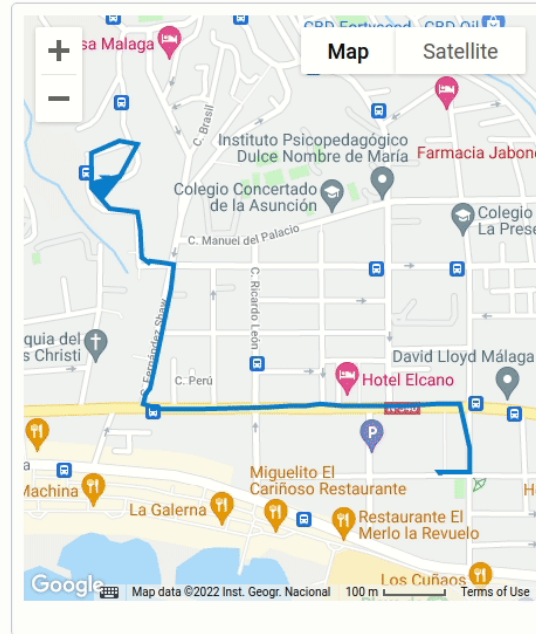 CBD Fortyseed
CBD Oil
sa Malaga
+
−
Map
Satellite
C. Brasil
Instituto Psicopedagógico
Dulce Nombre de María
Farmacia Jabone
Colegio Concertado
de la Asunción
Colegio
La Prese
C. Manuel del Palacio
C. Ricardo León
C. Fernández Shaw
quia del
s Christi
David Lloyd Málaga
C. Perú
Hotel Elcano
N-340
P
a
Machina
Miguelito El
Cariñoso Restaurante
La Galerna
Restaurante El
Merlo la Revuelo
Los Cuñaos
Google
Map data ©2022 Inst. Geogr. Nacional
100 m
Terms of Use